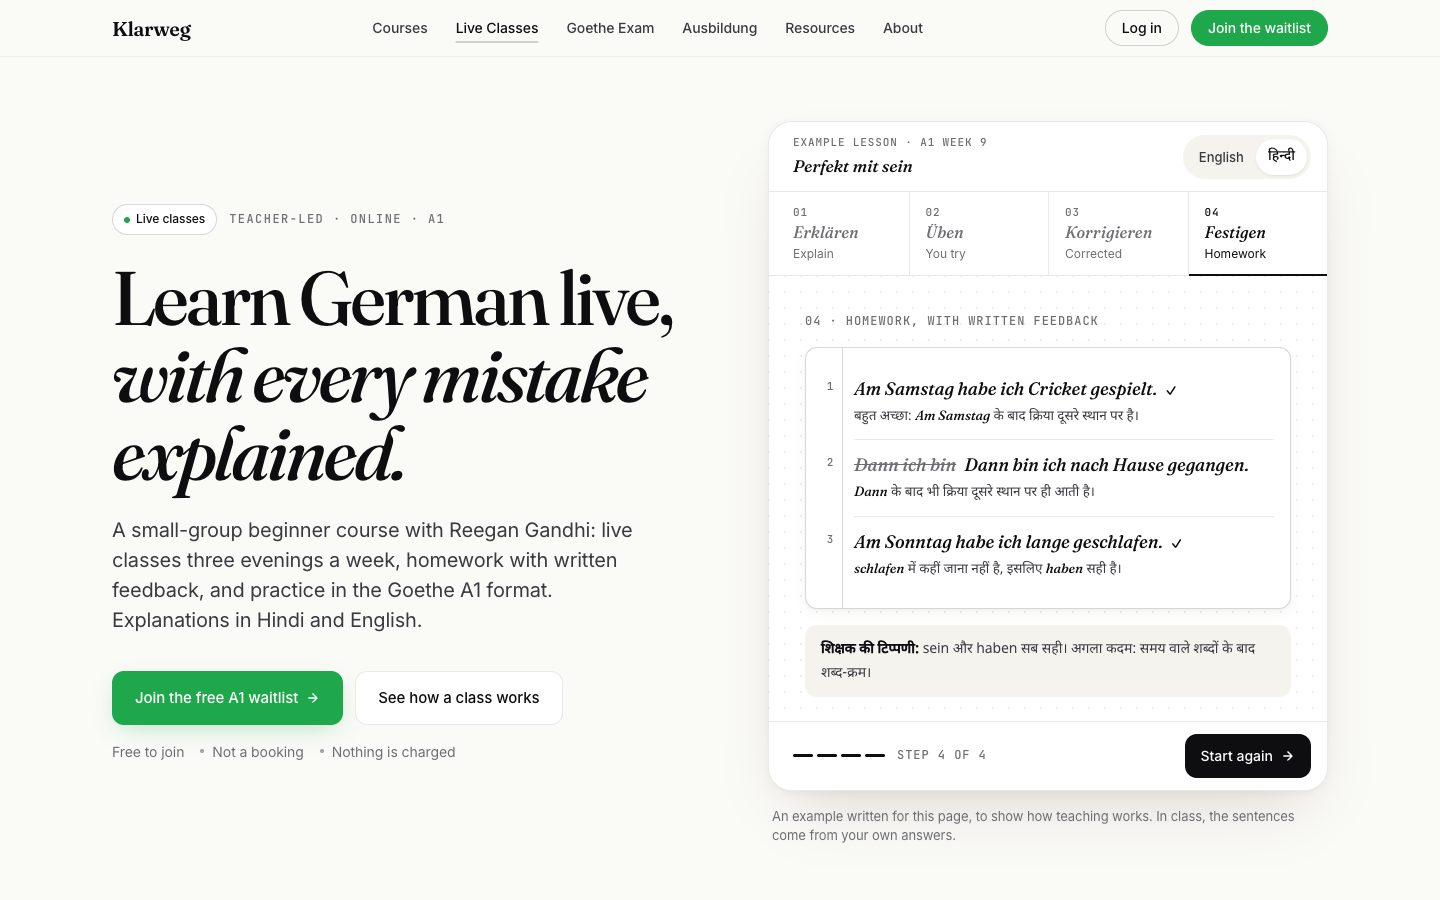 Klarweg
Courses
Live Classes
Goethe Exam
Ausbildung
Resources
About
Log in
Join the waitlist
Live classes
TEACHER-LED · ONLINE · A1
Learn German live,
with every mistake
explained.
A small-group beginner course with Reegan Gandhi: live
classes three evenings a week, homework with written
feedback, and practice in the Goethe A1 format.
Explanations in Hindi and English.
Join the free A1 waitlist →
See how a class works
Free to join • Not a booking • Nothing is charged
EXAMPLE LESSON · A1 WEEK 9
Perfekt mit sein
English
हिन्दी
01
Erklären
Explain
02
Üben
You try
03
Korrigieren
Corrected
04
Festigen
Homework
04 · HOMEWORK, WITH WRITTEN FEEDBACK
1
Am Samstag habe ich Cricket gespielt. ✓
बहुत अच्छा: Am Samstag के बाद क्रिया दूसरे स्थान पर है।
2
Dann ich bin Dann bin ich nach Hause gegangen.
Dann के बाद भी क्रिया दूसरे स्थान पर ही आती है।
3
Am Sonntag habe ich lange geschlafen. ✓
schlafen में कहीं जाना नहीं है, इसलिए haben सही है।
शिक्षक की टिप्पणी: sein और haben सब सही। अगला कदम: समय वाले शब्दों के बाद
शब्द-क्रम।
STEP 4 OF 4
Start again →
An example written for this page, to show how teaching works. In class, the sentences
come from your own answers.